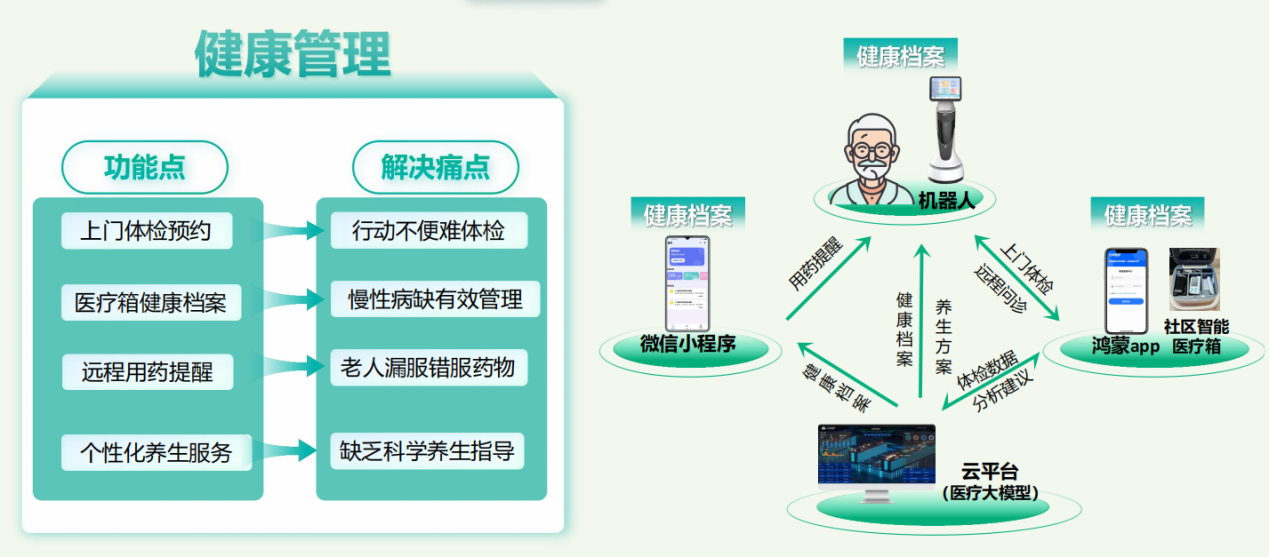 健康管理
功能点
解决痛点
上门体检预约
行动不便难体检
医疗箱健康档案
慢性病缺有效管理
远程用药提醒
老人漏服错服药物
个性化养生服务
缺乏科学养生指导
健康档案
机器人
健康档案
微信小程序
健康档案
鸿蒙app
社区智能
医疗箱
用药提醒
健康档案
养生方案
上门体检
远程问诊
健康档案
体检数据
分析建议
云平台
（医疗大模型）